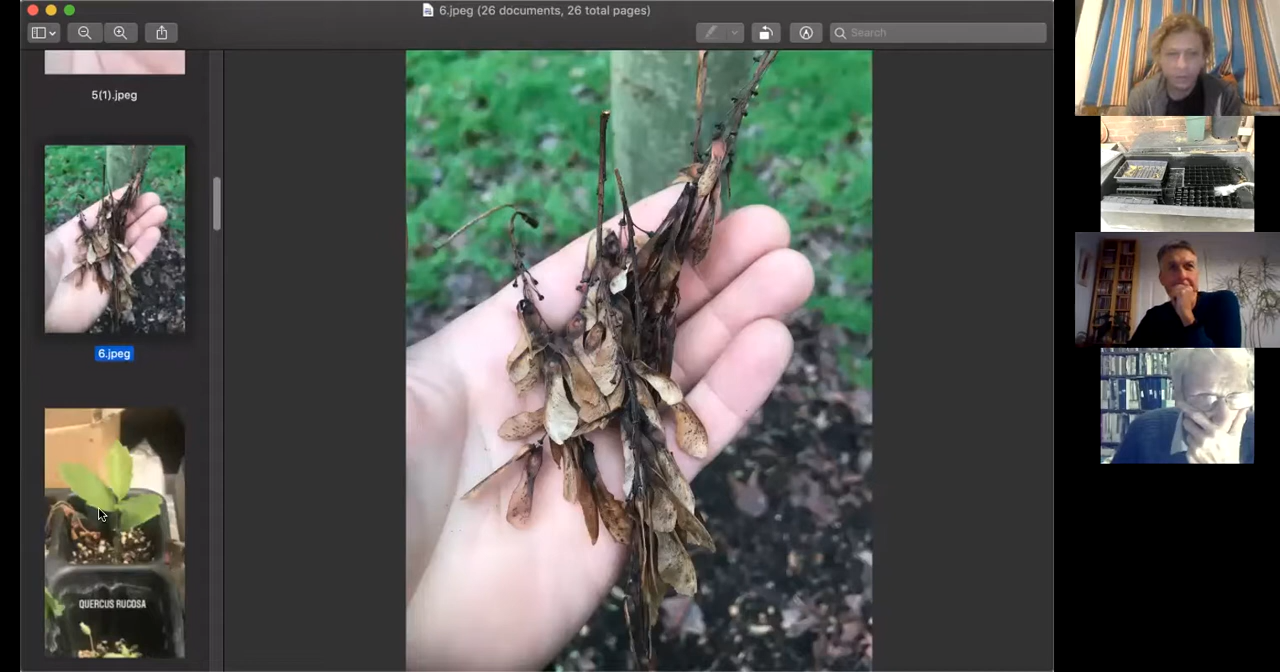 6.jpeg (26 documents, 26 total pages)
Search
5(1).jpeg
6.jpeg
QUERCUS RUGOSA